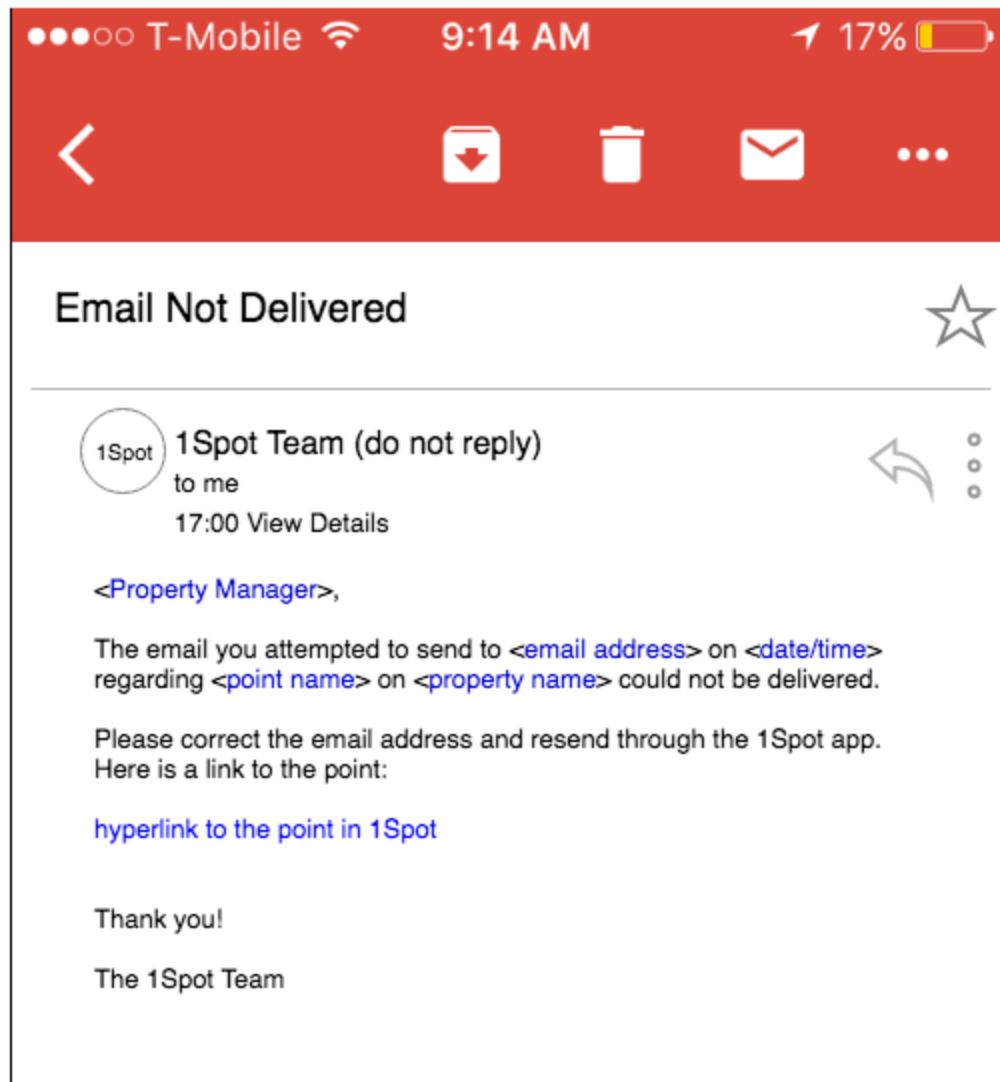 T-Mobile 9:14 AM 17%
Email Not Delivered
1Spot
1Spot Team (do not reply)
to me
17:00 View Details
<Property Manager>,
The email you attempted to send to <email address> on <date/time>
regarding <point name> on <property name> could not be delivered.
Please correct the email address and resend through the 1Spot app.
Here is a link to the point:
hyperlink to the point in 1Spot
Thank you!
The 1Spot Team